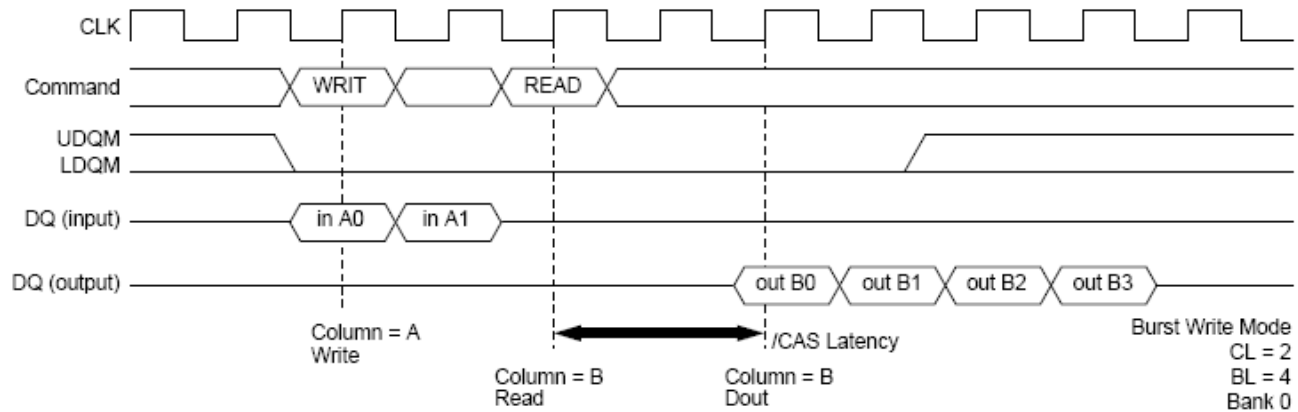 CLK
Command WRIT READ
UDQM
LDQM
DQ (input) in A0 in A1
DQ (output) out B0 out B1 out B2 out B3
Column = A
Write
/CAS Latency
Column = B
Read
Column = B
Dout
Burst Write Mode
CL = 2
BL = 4
Bank 0